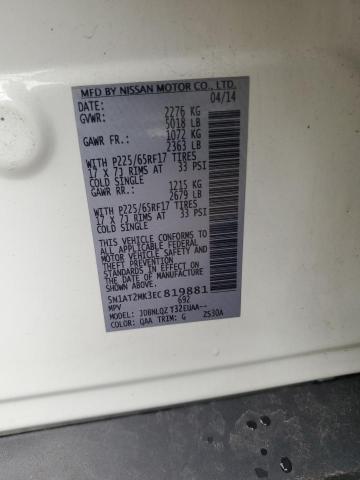 MFD BY NISSAN MOTOR CO., LTD.
DATE: 04/14
GVWR: 2276 KG
5018 LB
GAWR FR.: 1072 KG
2363 LB
WITH P225/65RF17 TIRES
17 X 7J RIMS AT 33 PSI
COLD SINGLE
GAWR RR.: 1215 KG
2679 LB
WITH P225/65RF17 TIRES
17 X 7J RIMS AT 33 PSI
COLD SINGLE
THIS VEHICLE CONFORMS TO ALL
APPLICABLE FEDERAL MOTOR VEHICLE
SAFETY STANDARDS IN EFFECT ON THE
DATE OF MANUFACTURE SHOWN ABOVE.
5N1AT2MK3EC819881
MPV 692
MODEL: JDBNLQZ T32EUAA--
COLOR: QAA TRIM: G ZS30A